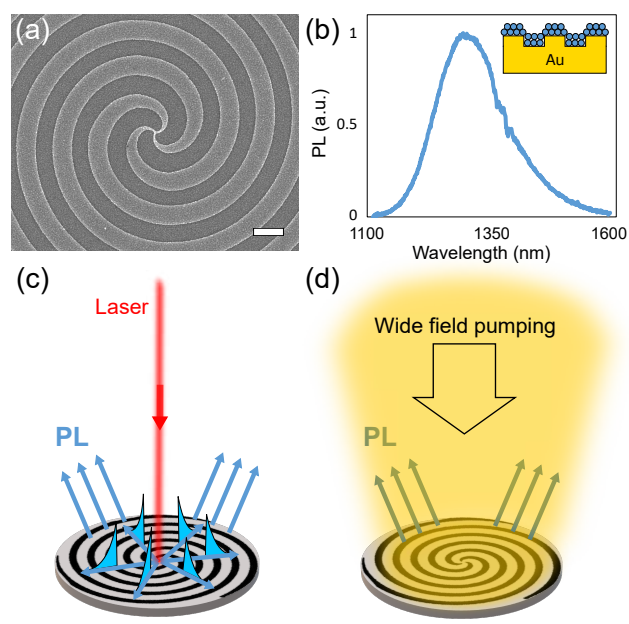 (a)
(b)
1
0.5
0
PL (a.u.)
Au
1100
1350
1600
Wavelength (nm)
(c)
Laser
PL
(d)
Wide field pumping
PL